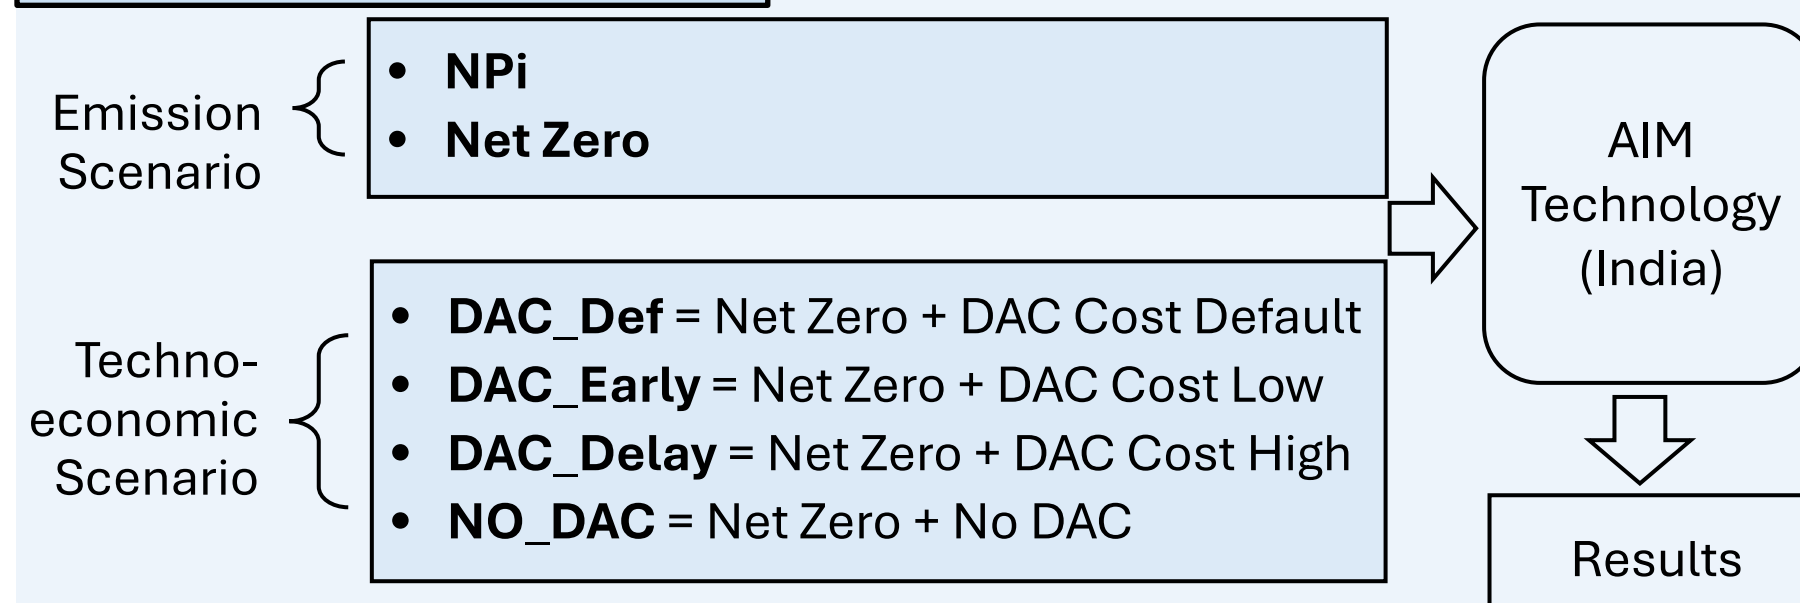 Emission
Scenario
• NPi
• Net Zero
Techno-
economic
Scenario
• DAC_Def = Net Zero + DAC Cost Default
• DAC_Early = Net Zero + DAC Cost Low
• DAC_Delay = Net Zero + DAC Cost High
• NO_DAC = Net Zero + No DAC
AIM
Technology
(India)
Results